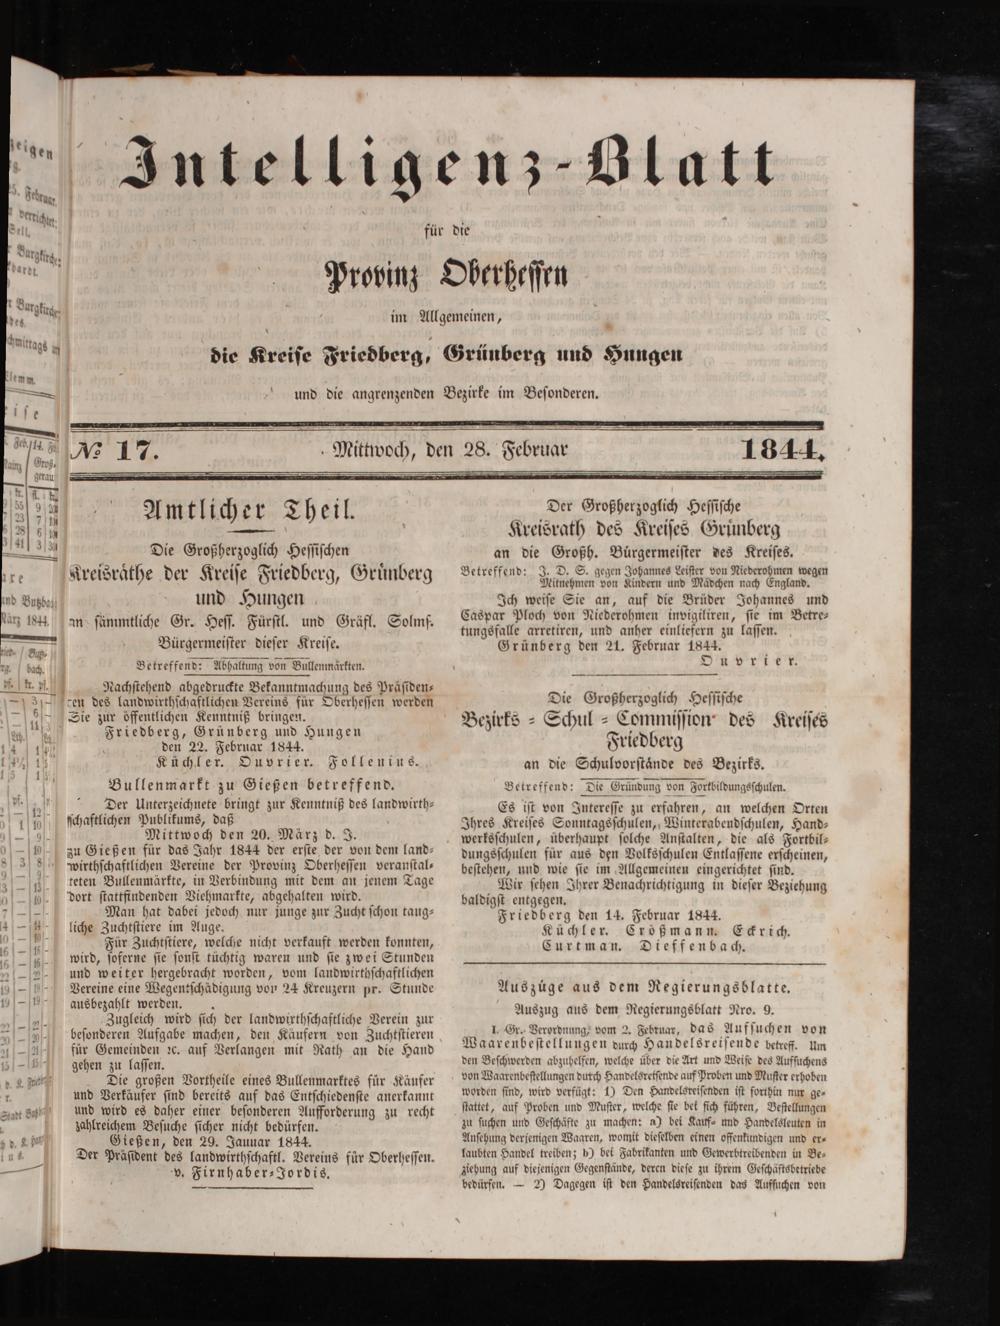 Intelligenz-Blatt
für die
Provinz Oberhessen
im Allgemeinen,
die Kreise Friedberg, Grünberg und Hungen
und die angrenzenden Bezirke im Besonderen.
№ 17.
Mittwoch, den 28. Februar
1844.
Amtlicher Theil.
Die Großherzoglich Hessischen
Kreisräthe der Kreise Friedberg, Grünberg
und Hungen
an sämmtliche Gr. Hess. Fürstl. und Gräfl. Solms.
Bürgermeister dieser Kreise.
Betreffend: Abhaltung von Bullenmärkten.
Nachstehend abgedruckte Bekanntmachung des Präsiden-
ten des landwirthschaftlichen Vereins für Oberhessen werden
Sie zur öffentlichen Kenntniß bringen.
Friedberg, Grünberg und Hungen
den 22. Februar 1844.
Küchler. Ouvrier. Follenius.
Bullenmarkt zu Gießen betreffend.
Der Unterzeichnete bringt zur Kenntniß des landwirth-
schaftlichen Publikums, daß
Mittwoch den 20. März d. J.
zu Gießen für das Jahr 1844 der erste der von dem land-
wirthschaftlichen Vereine der Provinz Oberhessen veranstal-
teten Bullenmärkte, in Verbindung mit dem an jenem Tage
dort stattfindenden Viehmarkte, abgehalten wird.
Man hat dabei jedoch nur junge zur Zucht schon taug-
liche Zuchtstiere im Auge.
Für Zuchtstiere, welche nicht verkauft werden konnten,
wird, soferne sie sonst tüchtig waren und sie zwei Stunden
und weiter hergebracht worden, vom landwirthschaftlichen
Vereine eine Wegentschädigung von 24 Kreuzern pr. Stunde
ausbezahlt werden.
Zugleich wird sich der landwirthschaftliche Verein zur
besonderen Aufgabe machen, den Käufern von Zuchtstieren
für Gemeinden ꝛc. auf Verlangen mit Rath an die Hand
gehen zu lassen.
Die großen Vortheile eines Bullenmarktes für Käufer
und Verkäufer sind bereits auf das Entschiedenste anerkannt
und wird es daher einer besonderen Aufforderung zu recht
zahlreichem Besuche sicher nicht bedürfen.
Gießen, den 29. Januar 1844.
Der Präsident des landwirthschaftl. Vereins für Oberhessen.
v. Firnhaber-Jordis.
Der Großherzoglich Hessische
Kreisrath des Kreises Grünberg
an die Großh. Bürgermeister des Kreises.
Betreffend: J. D. S. gegen Johannes Leister von Niederohmen wegen
Mitnehmen von Kindern und Mädchen nach England.
Ich weise Sie an, auf die Brüder Johannes und
Caspar Ploch von Niederohmen invigiliren, sie im Betre-
tungsfalle arretiren, und anher einliefern zu lassen.
Grünberg den 21. Februar 1844.
Ouvrier.
Die Großherzoglich Hessische
Bezirks-Schul-Commission des Kreises
Friedberg
an die Schulvorstände des Bezirks.
Betreffend: Die Gründung von Fortbildungsschulen.
Es ist von Interesse zu erfahren, an welchen Orten
Ihres Kreises Sonntagsschulen, Winterabendschulen, Hand-
werksschulen, überhaupt solche Anstalten, die als Fortbil-
dungsschulen für aus den Volksschulen Entlassene erscheinen,
bestehen, und wie sie im Allgemeinen eingerichtet sind.
Wir sehen Ihrer Benachrichtigung in dieser Beziehung
baldigst entgegen.
Friedberg den 14. Februar 1844.
Küchler. Crößmann. Eckrich.
Curtman. Dieffenbach.
Auszüge aus dem Regierungsblatte.
Auszug aus dem Regierungsblatt Nro. 9.
1. Gr. Verordnung vom 2. Februar, das Aufsuchen von
Waarenbestellungen durch Handelsreisende betreff. Um
den Beschwerden abzuhelfen, welche über die Art und Weise des Aufsuchens
von Waarenbestellungen durch Handelsreisende auf Proben und Muster erhoben
worden sind, wird verfügt: 1) Den Handelsreisenden ist forthin nur ge-
stattet, auf Proben und Muster, welche sie bei sich führen, Bestellungen
zu suchen und Geschäfte zu machen: a) bei Kauf- und Handelsleuten in
Ansehung derjenigen Waaren, womit dieselben einen offenkundigen und er-
laubten Handel treiben; b) bei Fabrikanten und Gewerbtreibenden in Be-
ziehung auf diejenigen Gegenstände, deren diese zu ihrem Geschäftsbetriebe
bedürfen. — 2) Dagegen ist den Handelsreisenden das Aufsuchen von